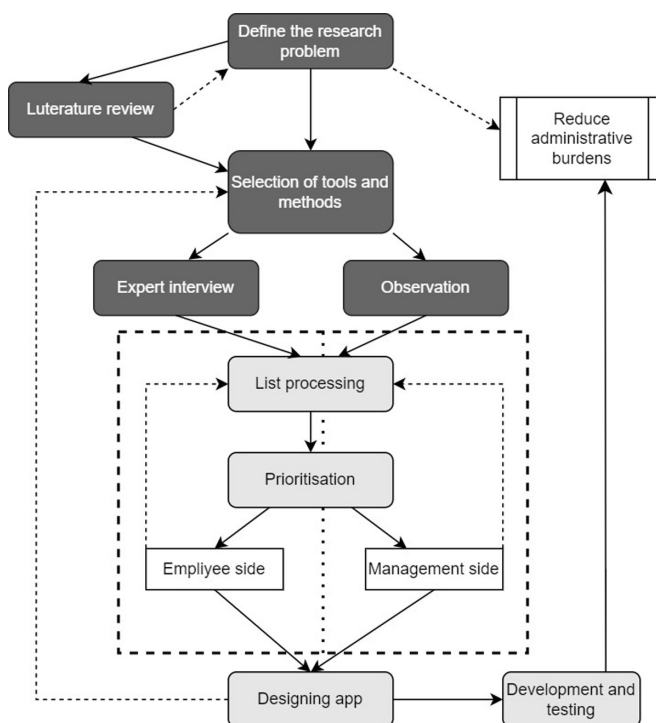 Define the research
problem
Luterature review
Reduce
administrative
burdens
Selection of tools and
methods
Expert interview
Observation
List processing
Prioritisation
Empliyee side
Management side
Designing app
Development and
testing